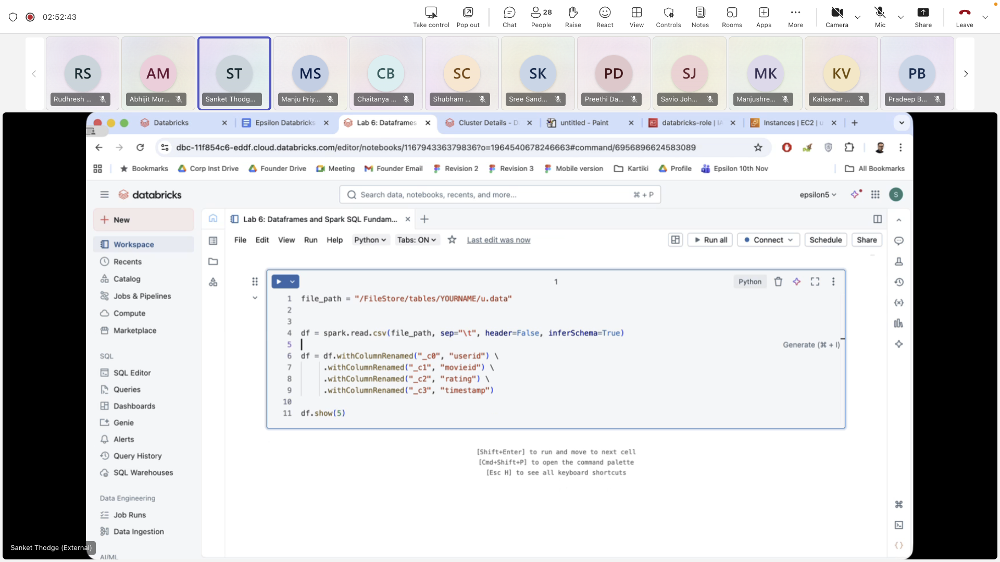 02:52:43
Take control
Pop out
Chat
28
People
Raise
React
View
Controls
Notes
Rooms
Apps
More
Camera
Mic
Share
Leave
RS
AM
ST
MS
CB
SC
SK
PD
SJ
MK
KV
PB
Rudhresh ...
Abhijit Mur...
Sanket Thodg...
Manju Priy...
Chaitanya ...
Shubham ...
Sree Sand...
Preethi Da...
Savio Joh...
Manjushre...
Kailaswar ...
Pradeep B...
Databricks
Epsilon Databricks
Lab 6: Dataframes
Cluster Details - D
untitled - Paint
databricks-role | IA
Instances | EC2 | u
dbc-11f854c6-eddf.cloud.databricks.com/editor/notebooks/116794336379836?o=1964540678246663#command/6956896624583089
Bookmarks
Corp Inst Drive
Founder Drive
Meeting
Founder Email
Revision 2
Revision 3
Mobile version
Kartiki
Profile
Epsilon 10th Nov
All Bookmarks
databricks
Search data, notebooks, recents, and more...
⌘ + P
epsilon5
S
New
Lab 6: Dataframes and Spark SQL Fundam...
File
Edit
View
Run
Help
Python
Tabs: ON
Last edit was now
Run all
Connect
Schedule
Share
Workspace
Recents
Catalog
Jobs & Pipelines
Compute
Marketplace
SQL
SQL Editor
Queries
Dashboards
Genie
Alerts
Query History
SQL Warehouses
Data Engineering
Job Runs
Data Ingestion
AI/ML
1
Python
1 file_path = "/FileStore/tables/YOURNAME/u.data"
2
3
4 df = spark.read.csv(file_path, sep="\t", header=False, inferSchema=True)
5
Generate (⌘ + I)
6 df = df.withColumnRenamed("_c0", "userid") \
7 .withColumnRenamed("_c1", "movieid") \
8 .withColumnRenamed("_c2", "rating") \
9 .withColumnRenamed("_c3", "timestamp")
10
11 df.show(5)
[Shift+Enter] to run and move to next cell
[Cmd+Shift+P] to open the command palette
[Esc H] to see all keyboard shortcuts
Sanket Thodge (External)